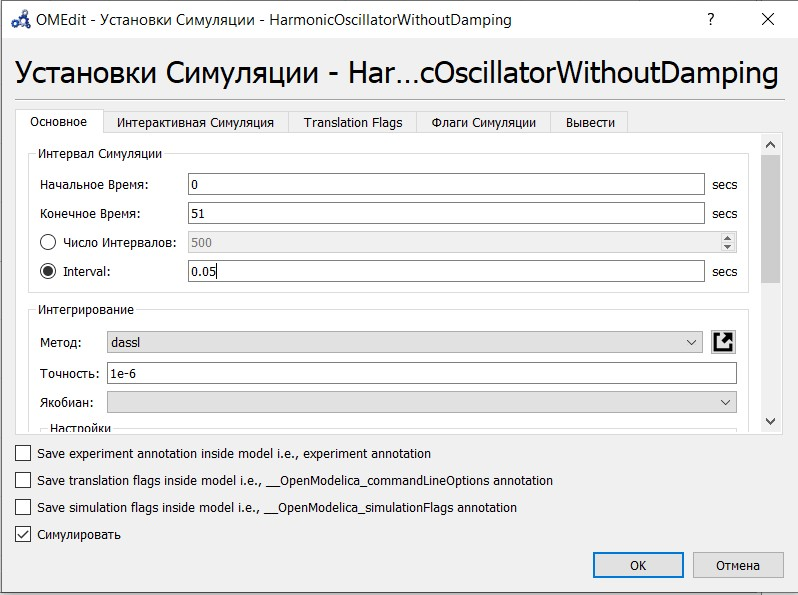 OMEdit - Установки Симуляции - HarmonicOscillatorWithoutDamping
?
Установки Симуляции - Har...cOscillatorWithoutDamping
Основное Интерактивная Симуляция Translation Flags Флаги Симуляции Вывести
Интервал Симуляции
Начальное Время: 0 secs
Конечное Время: 51 secs
Число Интервалов: 500
Interval: 0.05 secs
Интегрирование
Метод: dassl
Точность: 1e-6
Якобиан:
Настройки
Save experiment annotation inside model i.e., experiment annotation
Save translation flags inside model i.e., __OpenModelica_commandLineOptions annotation
Save simulation flags inside model i.e., __OpenModelica_simulationFlags annotation
Симулировать
OK Отмена